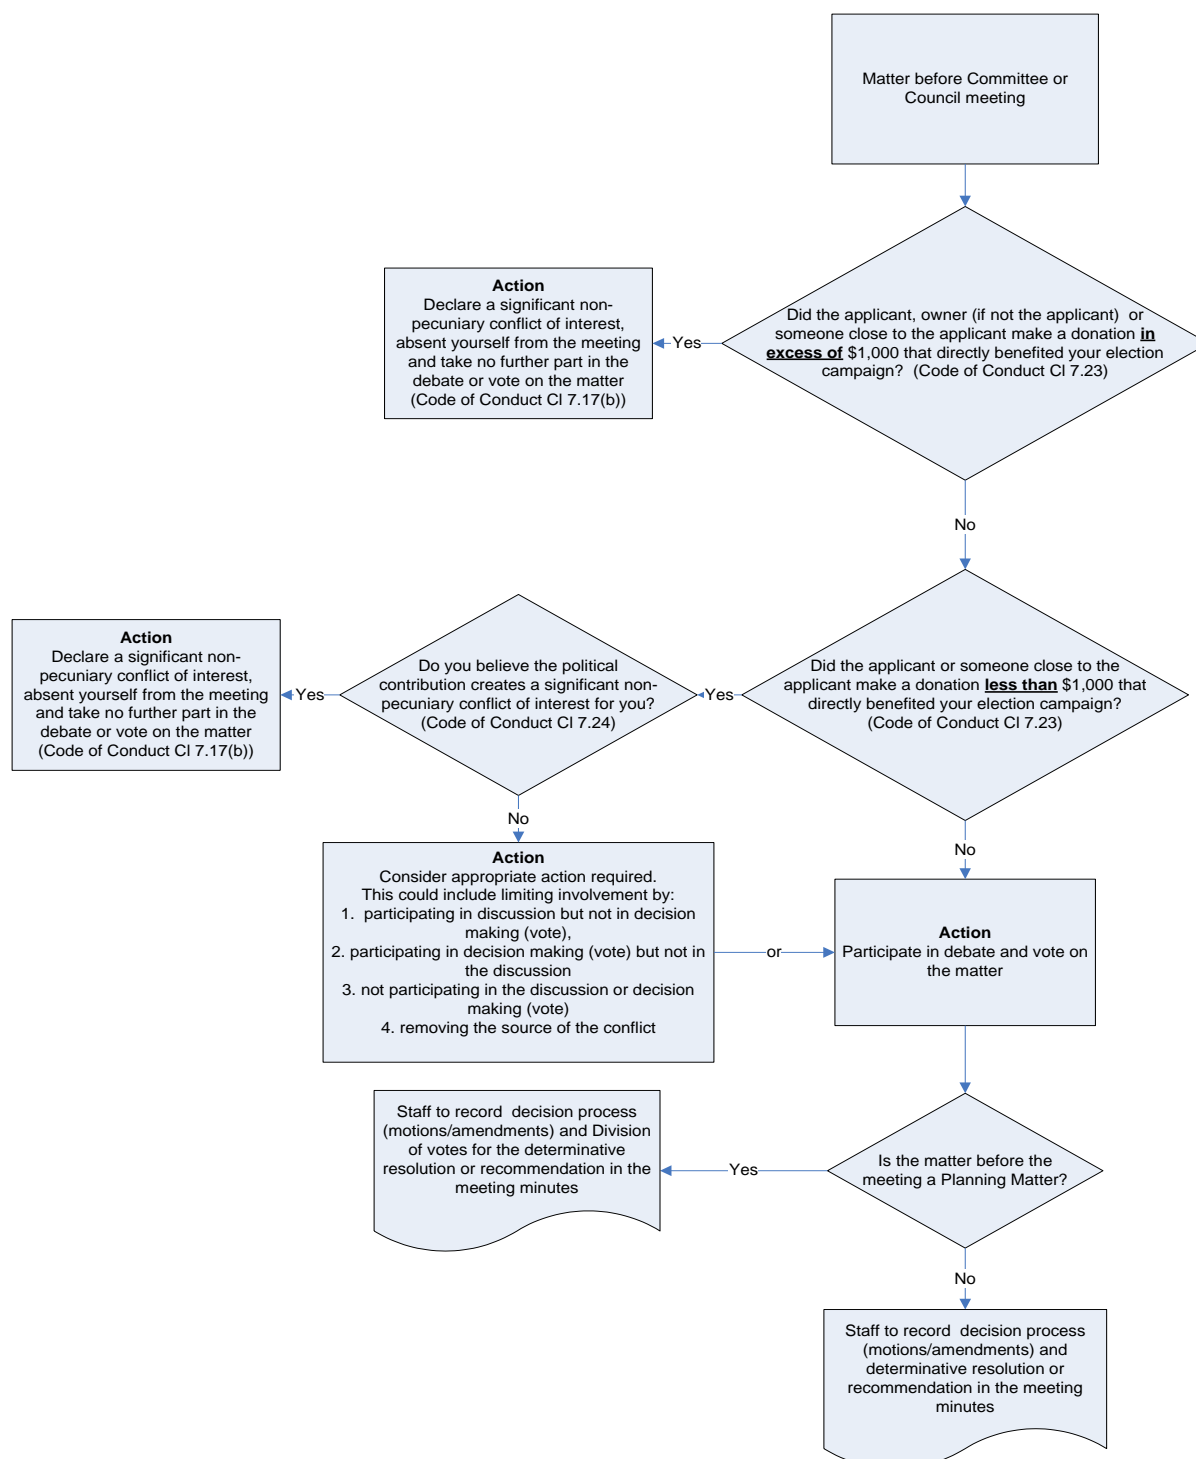 Matter before Committee or
Council meeting
Did the applicant, owner (if not the applicant)  or
someone close to the applicant make a donation in
excess of $1,000 that directly benefited your election
campaign?  (Code of Conduct Cl 7.23)
Yes
Action
Declare a significant non-
pecuniary conflict of interest,
absent yourself from the meeting
and take no further part in the
debate or vote on the matter
(Code of Conduct Cl 7.17(b))
No
Did the applicant or someone close to the
applicant make a donation less than $1,000 that
directly benefited your election campaign?
(Code of Conduct Cl 7.23)
Yes
Do you believe the political
contribution creates a significant non-
pecuniary conflict of interest for you?
(Code of Conduct Cl 7.24)
Yes
Action
Declare a significant non-
pecuniary conflict of interest,
absent yourself from the meeting
and take no further part in the
debate or vote on the matter
(Code of Conduct Cl 7.17(b))
No
Action
Consider appropriate action required.
This could include limiting involvement by:
1.  participating in discussion but not in decision
making (vote),
2. participating in decision making (vote) but not in
the discussion
3. not participating in the discussion or decision
making (vote)
4. removing the source of the conflict
or
No
Action
Participate in debate and vote on
the matter
Is the matter before the
meeting a Planning Matter?
Yes
Staff to record  decision process
(motions/amendments) and Division
of votes for the determinative
resolution or recommendation in the
meeting minutes
No
Staff to record  decision process
(motions/amendments) and
determinative resolution or
recommendation in the meeting
minutes